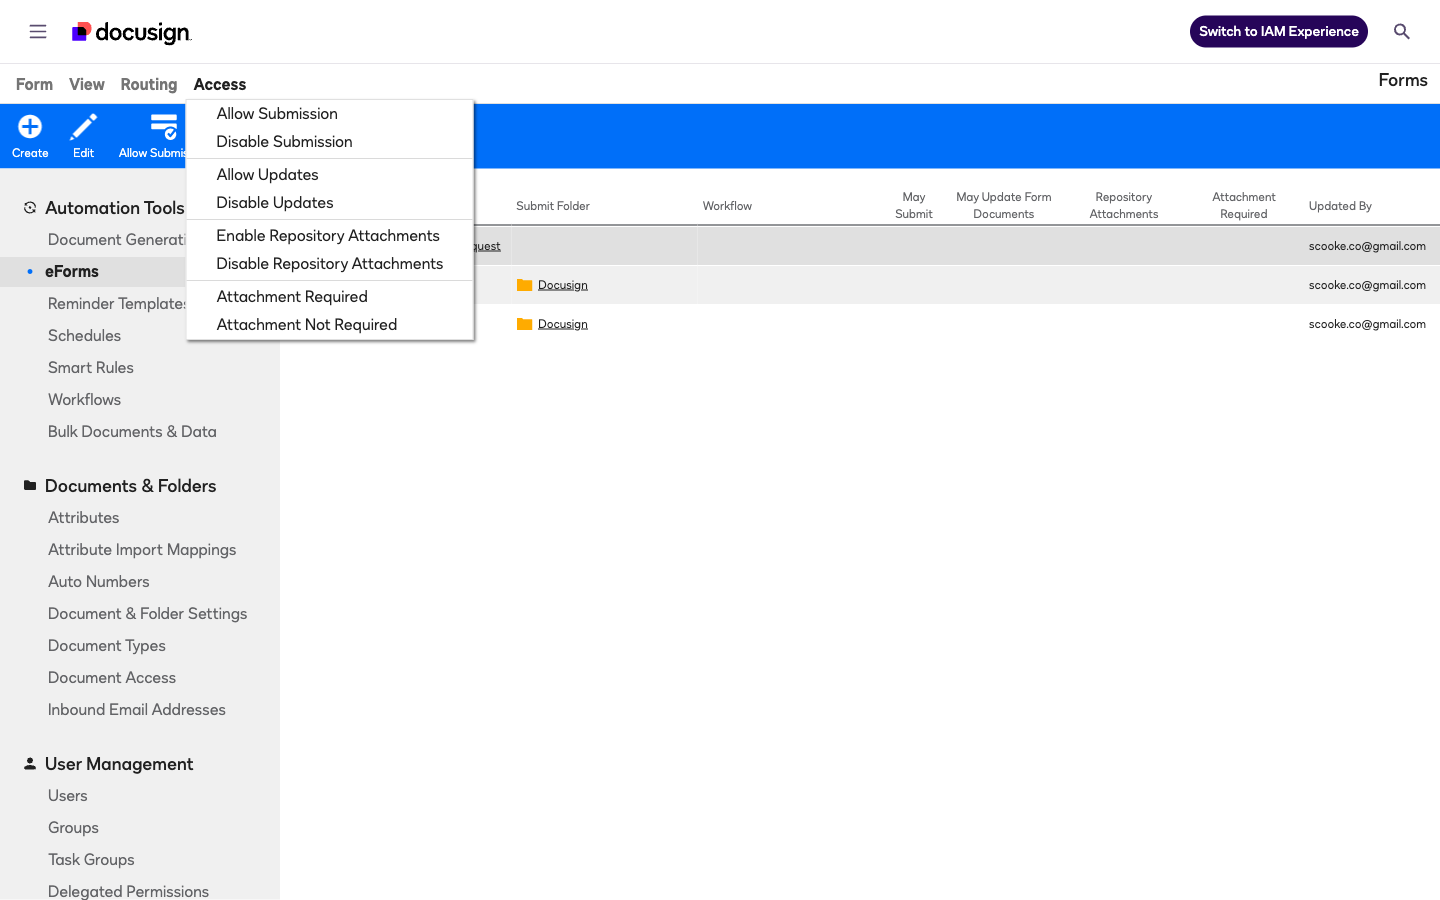 docusign
Switch to IAM Experience
Form View Routing Access
Forms
Create
Edit
Allow Submis
Allow Submission
Disable Submission
Allow Updates
Disable Updates
Enable Repository Attachments
Disable Repository Attachments
Attachment Required
Attachment Not Required
Automation Tools
Document Generati
eForms
Reminder Templates
Schedules
Smart Rules
Workflows
Bulk Documents & Data
Documents & Folders
Attributes
Attribute Import Mappings
Auto Numbers
Document & Folder Settings
Document Types
Document Access
Inbound Email Addresses
User Management
Users
Groups
Task Groups
Delegated Permissions
Submit Folder
Workflow
May
Submit
May Update Form
Documents
Repository
Attachments
Attachment
Required
Updated By
quest
scooke.co@gmail.com
Docusign
scooke.co@gmail.com
Docusign
scooke.co@gmail.com